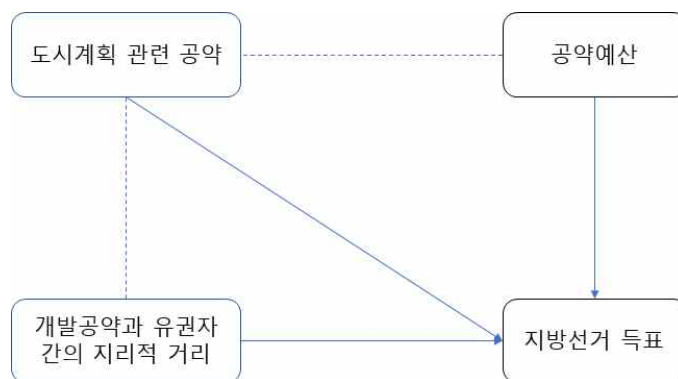 도시계획 관련 공약
공약예산
개발공약과 유권자
간의 지리적 거리
지방선거 득표